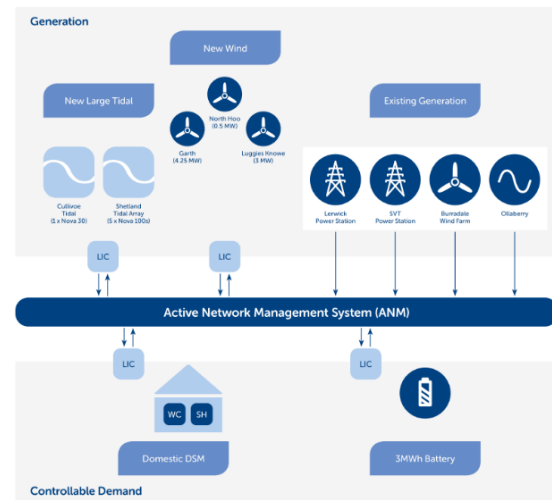 Generation
New Wind
New Large Tidal
Existing Generation
North Hoo
(0.5 MW)
Garth
(4.25 MW)
Luggies Knowe
(3 MW)
Cullivoe
Tidal
(1 x Nova 30)
Shetland
Tidal Array
(5 x Nova 100s)
Lerwick
Power Station
SVT
Power Station
Burradale
Wind Farm
Ollaberry
LIC
LIC
Active Network Management System (ANM)
LIC
LIC
WC
SH
Domestic DSM
3MWh Battery
Controllable Demand